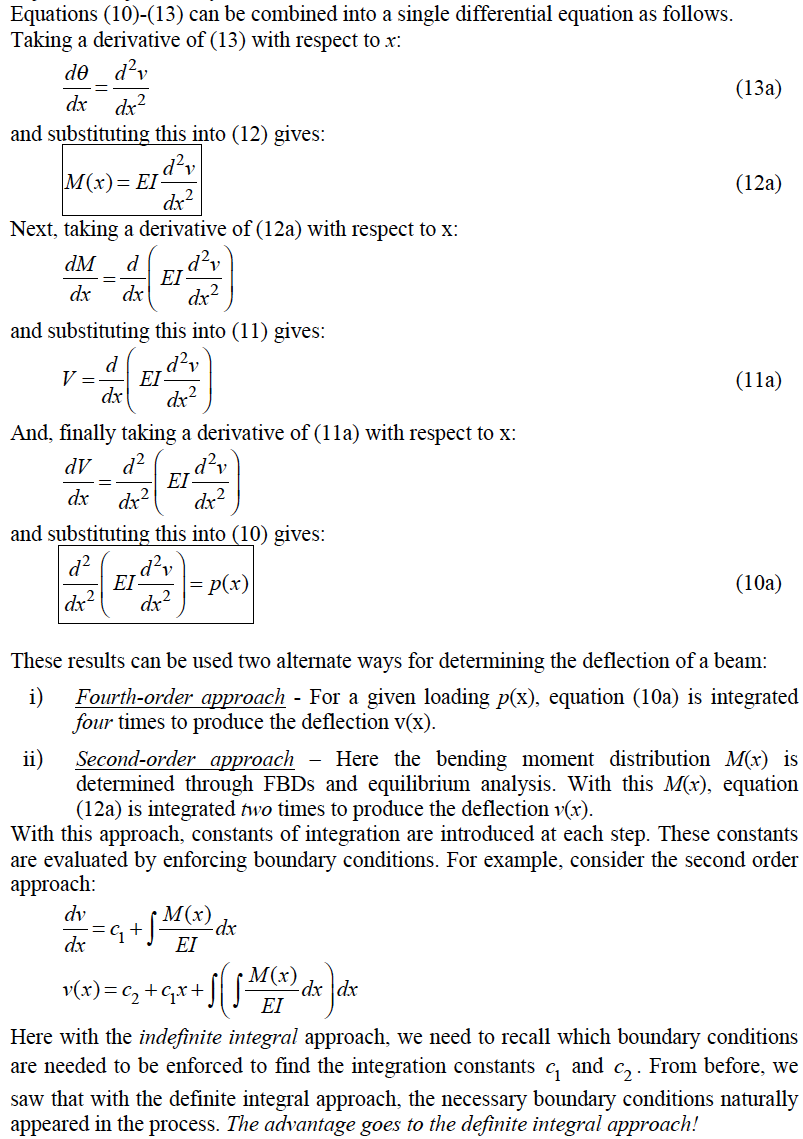 Equations (10)-(13) can be combined into a single differential equation as follows.
Taking a derivative of (13) with respect to x:
dθ/dx = d²v/dx² (13a)
and substituting this into (12) gives:
M(x) = EI d²v/dx² (12a)
Next, taking a derivative of (12a) with respect to x:
dM/dx = d/dx (EI d²v/dx²)
and substituting this into (11) gives:
V = d/dx (EI d²v/dx²) (11a)
And, finally taking a derivative of (11a) with respect to x:
dV/dx = d²/dx² (EI d²v/dx²)
and substituting this into (10) gives:
d²/dx² (EI d²v/dx²) = p(x) (10a)
These results can be used two alternate ways for determining the deflection of a beam:
i) Fourth-order approach - For a given loading p(x), equation (10a) is integrated
four times to produce the deflection v(x).
ii) Second-order approach – Here the bending moment distribution M(x) is
determined through FBDs and equilibrium analysis. With this M(x), equation
(12a) is integrated two times to produce the deflection v(x).
With this approach, constants of integration are introduced at each step. These constants
are evaluated by enforcing boundary conditions. For example, consider the second order
approach:
dv/dx = c₁ + ∫ M(x)/EI dx
v(x) = c₂ + c₁x + ∫(∫ M(x)/EI dx) dx
Here with the indefinite integral approach, we need to recall which boundary conditions
are needed to be enforced to find the integration constants c₁ and c₂. From before, we
saw that with the definite integral approach, the necessary boundary conditions naturally
appeared in the process. The advantage goes to the definite integral approach!